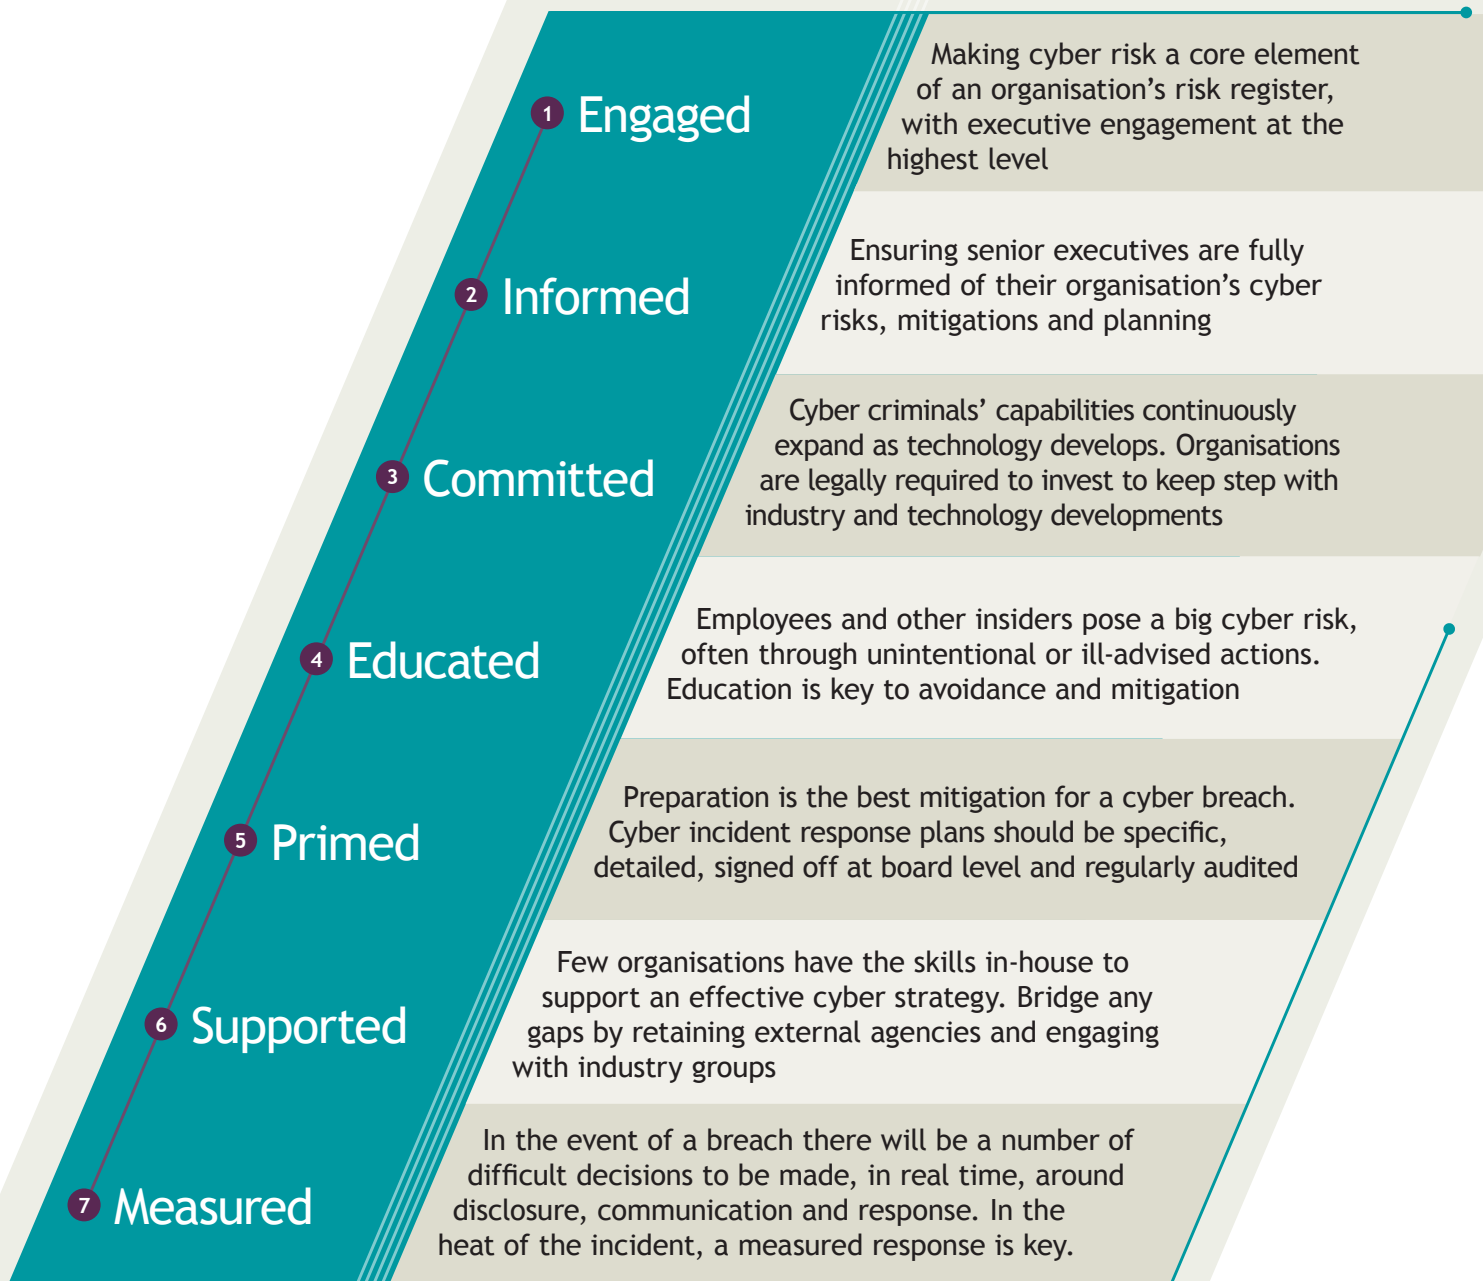 1 Engaged
Making cyber risk a core element
of an organisation’s risk register,
with executive engagement at the
highest level
2 Informed
Ensuring senior executives are fully
informed of their organisation’s cyber
risks, mitigations and planning
3 Committed
Cyber criminals’ capabilities continuously
expand as technology develops. Organisations
are legally required to invest to keep step with
industry and technology developments
4 Educated
Employees and other insiders pose a big cyber risk,
often through unintentional or ill-advised actions.
Education is key to avoidance and mitigation
5 Primed
Preparation is the best mitigation for a cyber breach.
Cyber incident response plans should be specific,
detailed, signed off at board level and regularly audited
6 Supported
Few organisations have the skills in-house to
support an effective cyber strategy. Bridge any
gaps by retaining external agencies and engaging
with industry groups
7 Measured
In the event of a breach there will be a number of
difficult decisions to be made, in real time, around
disclosure, communication and response. In the
heat of the incident, a measured response is key.